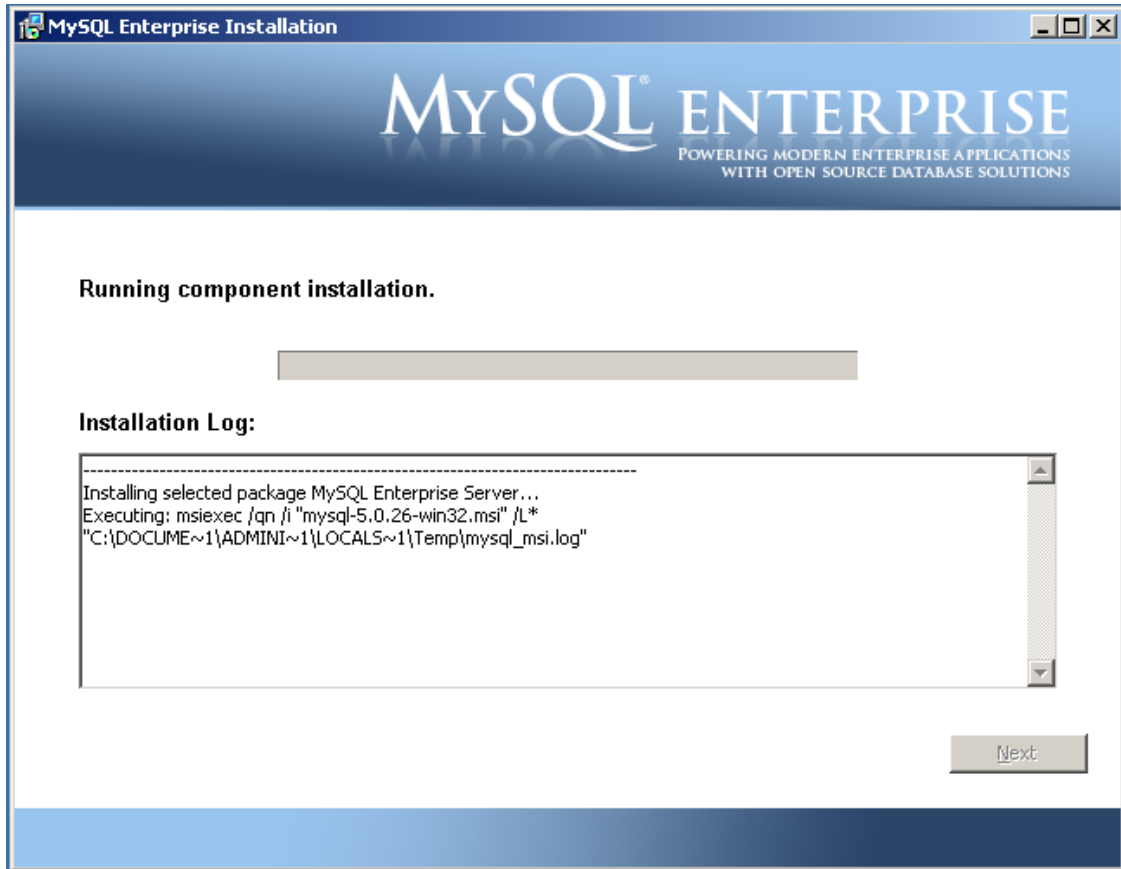 MySQL Enterprise Installation
MYSQL® ENTERPRISE
POWERING MODERN ENTERPRISE APPLICATIONS
WITH OPEN SOURCE DATABASE SOLUTIONS
Running component installation.
Installation Log:
--------------------------------------------------------------------------------
Installing selected package MySQL Enterprise Server...
Executing: msiexec /qn /i "mysql-5.0.26-win32.msi" /L*
"C:\DOCUME~1\ADMINI~1\LOCALS~1\Temp\mysql_msi.log"
Next